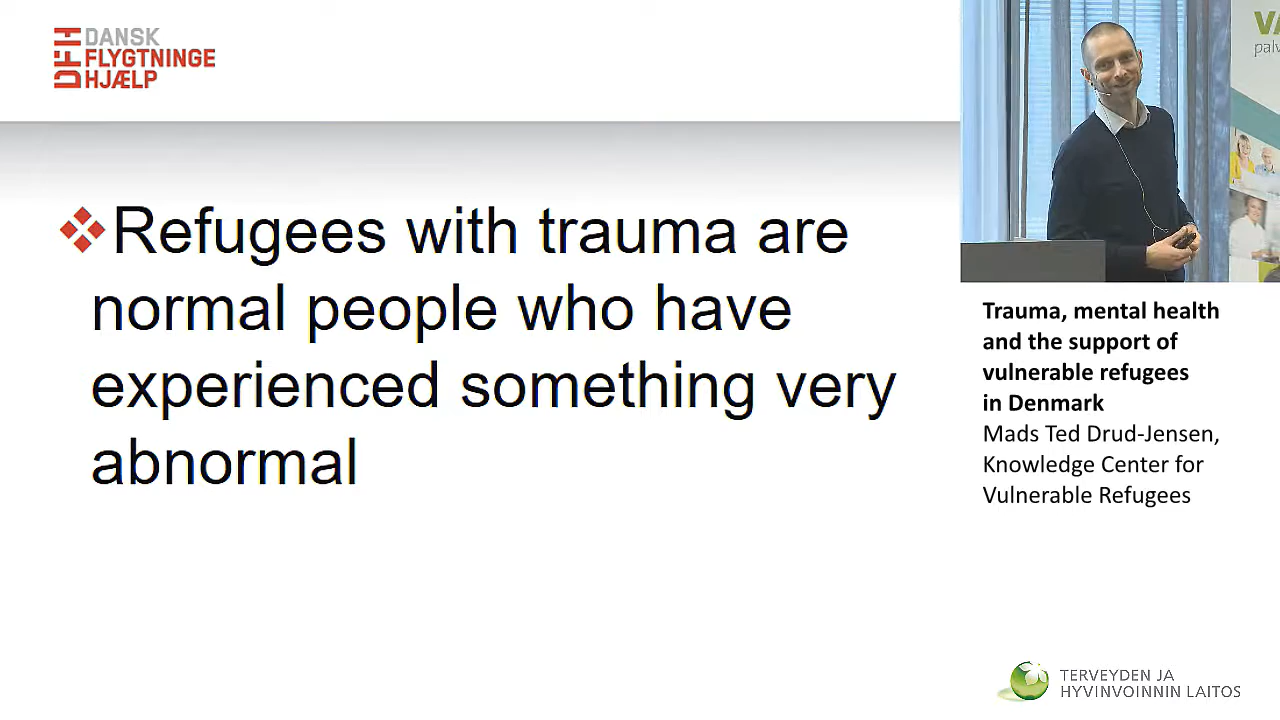 DFH DANSK
FLYGTNINGE
HJÆLP
Refugees with trauma are
normal people who have
experienced something very
abnormal
VA
palv
Trauma, mental health
and the support of
vulnerable refugees
in Denmark
Mads Ted Drud-Jensen,
Knowledge Center for
Vulnerable Refugees
TERVEYDEN JA
HYVINVOINNIN LAITOS